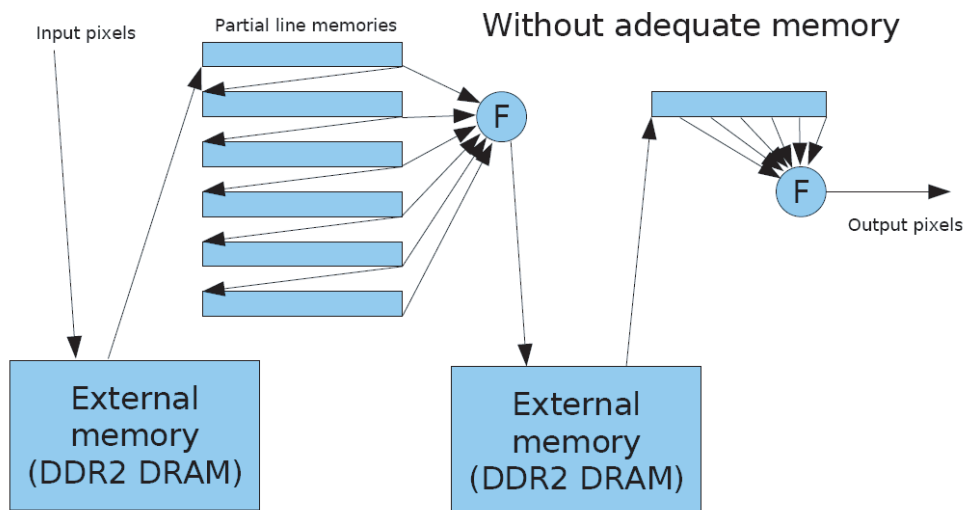 Input pixels
Partial line memories
Without adequate memory
F
F
Output pixels
External
memory
(DDR2 DRAM)
External
memory
(DDR2 DRAM)